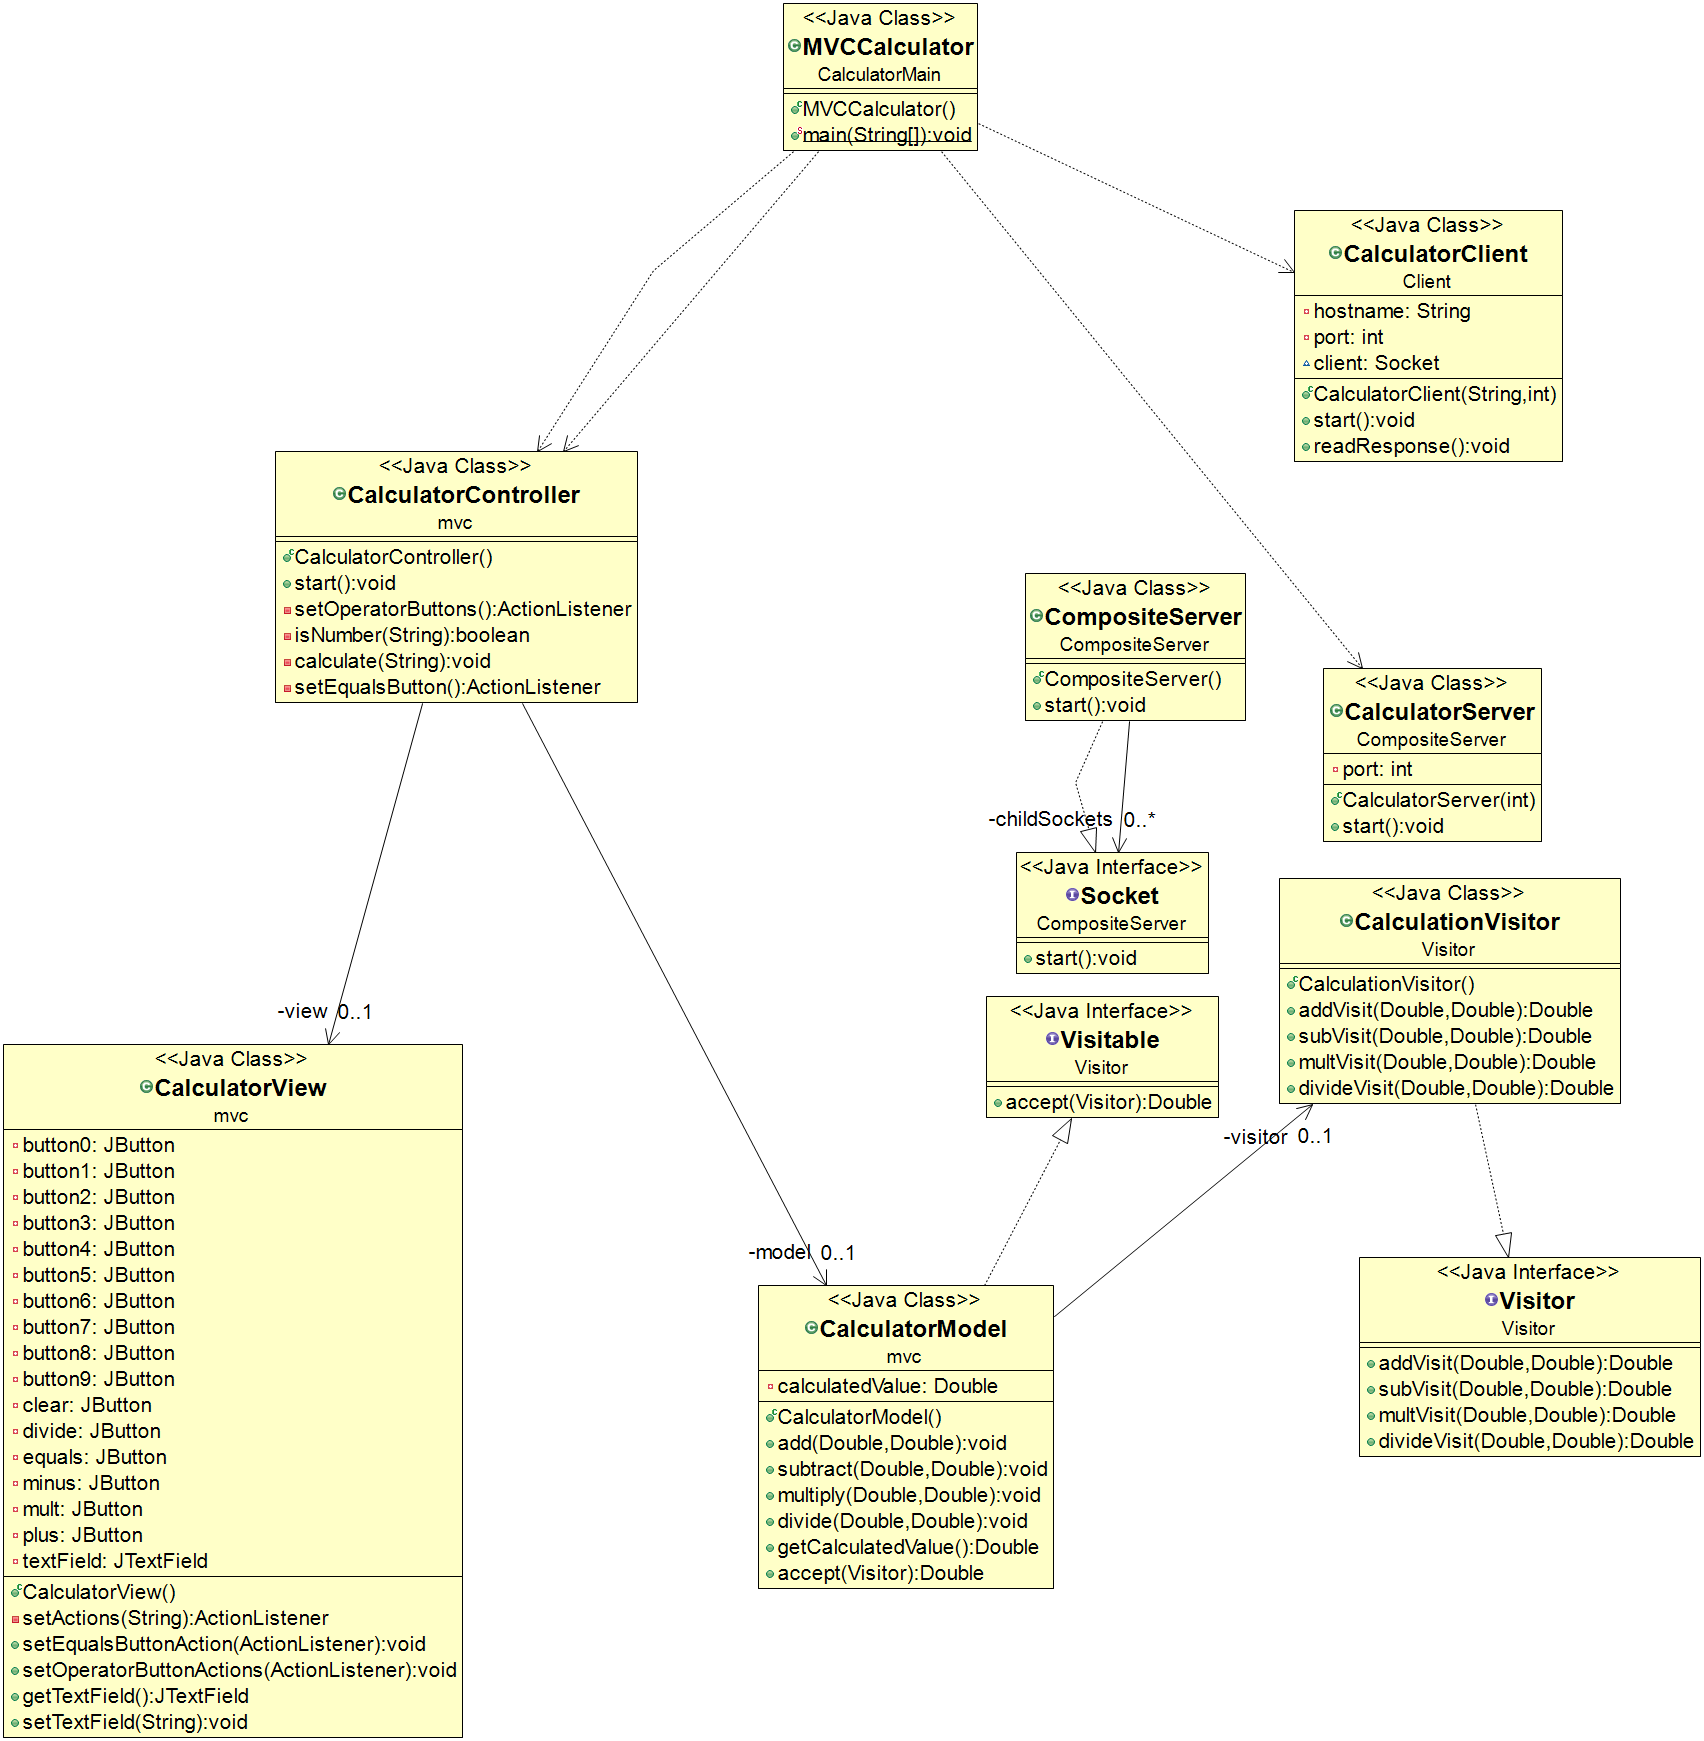 <<Java Class>>
MVCCalculator
CalculatorMain
MVCCalculator()
main(String[]):void
<<Java Class>>
CalculatorClient
Client
hostname: String
port: int
client: Socket
CalculatorClient(String,int)
start():void
readResponse():void
<<Java Class>>
CalculatorController
mvc
CalculatorController()
start():void
setOperatorButtons():ActionListener
isNumber(String):boolean
calculate(String):void
setEqualsButton():ActionListener
<<Java Class>>
CompositeServer
CompositeServer
CompositeServer()
start():void
<<Java Class>>
CalculatorServer
CompositeServer
port: int
CalculatorServer(int)
start():void
-childSockets 0..*
<<Java Interface>>
Socket
CompositeServer
start():void
<<Java Class>>
CalculationVisitor
Visitor
CalculationVisitor()
addVisit(Double,Double):Double
subVisit(Double,Double):Double
multVisit(Double,Double):Double
divideVisit(Double,Double):Double
<<Java Interface>>
Visitable
Visitor
accept(Visitor):Double
-view 0..1
-visitor 0..1
<<Java Class>>
CalculatorView
mvc
button0: JButton
button1: JButton
button2: JButton
button3: JButton
button4: JButton
button5: JButton
button6: JButton
button7: JButton
button8: JButton
button9: JButton
clear: JButton
divide: JButton
equals: JButton
minus: JButton
mult: JButton
plus: JButton
textField: JTextField
CalculatorView()
setActions(String):ActionListener
setEqualsButtonAction(ActionListener):void
setOperatorButtonActions(ActionListener):void
getTextField():JTextField
setTextField(String):void
-model 0..1
<<Java Class>>
CalculatorModel
mvc
calculatedValue: Double
CalculatorModel()
add(Double,Double):void
subtract(Double,Double):void
multiply(Double,Double):void
divide(Double,Double):void
getCalculatedValue():Double
accept(Visitor):Double
<<Java Interface>>
Visitor
Visitor
addVisit(Double,Double):Double
subVisit(Double,Double):Double
multVisit(Double,Double):Double
divideVisit(Double,Double):Double